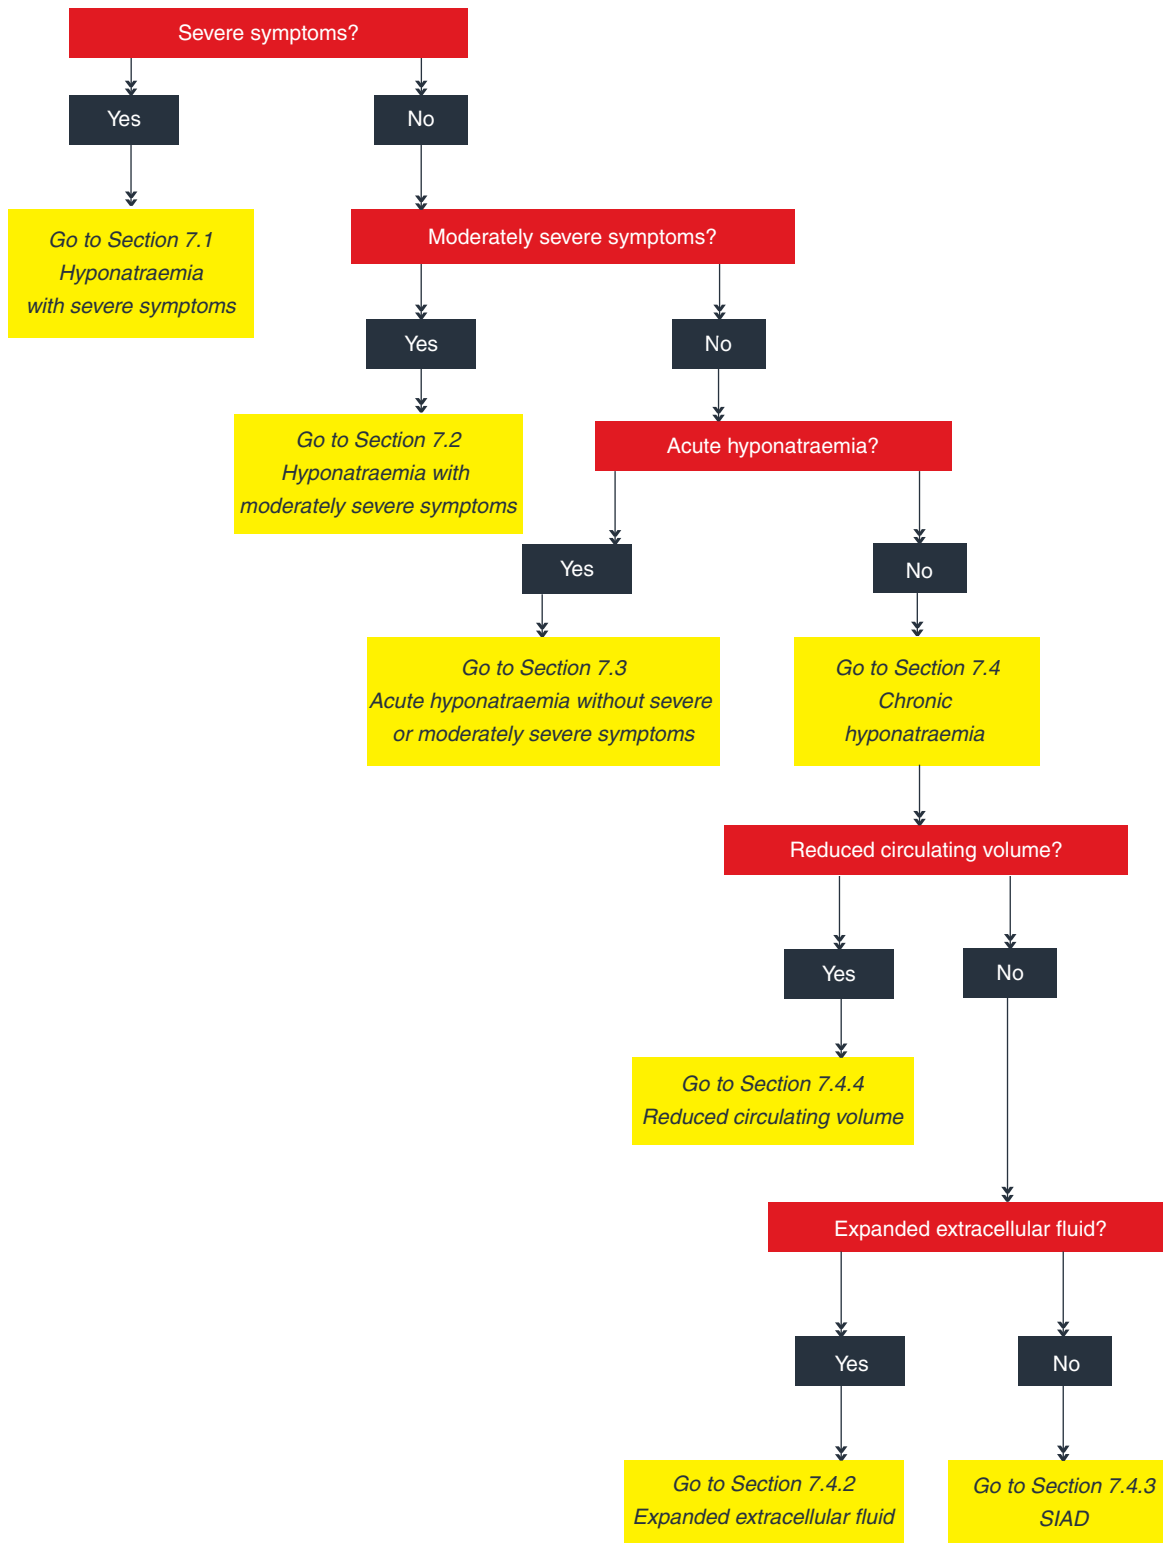 Severe symptoms?
Yes
No
Go to Section 7.1
Hyponatraemia
with severe symptoms
Moderately severe symptoms?
Yes
No
Go to Section 7.2
Hyponatraemia with
moderately severe symptoms
Acute hyponatraemia?
Yes
No
Go to Section 7.3
Acute hyponatraemia without severe
or moderately severe symptoms
Go to Section 7.4
Chronic
hyponatraemia
Reduced circulating volume?
Yes
No
Go to Section 7.4.4
Reduced circulating volume
Expanded extracellular fluid?
Yes
No
Go to Section 7.4.2
Expanded extracellular fluid
Go to Section 7.4.3
SIAD